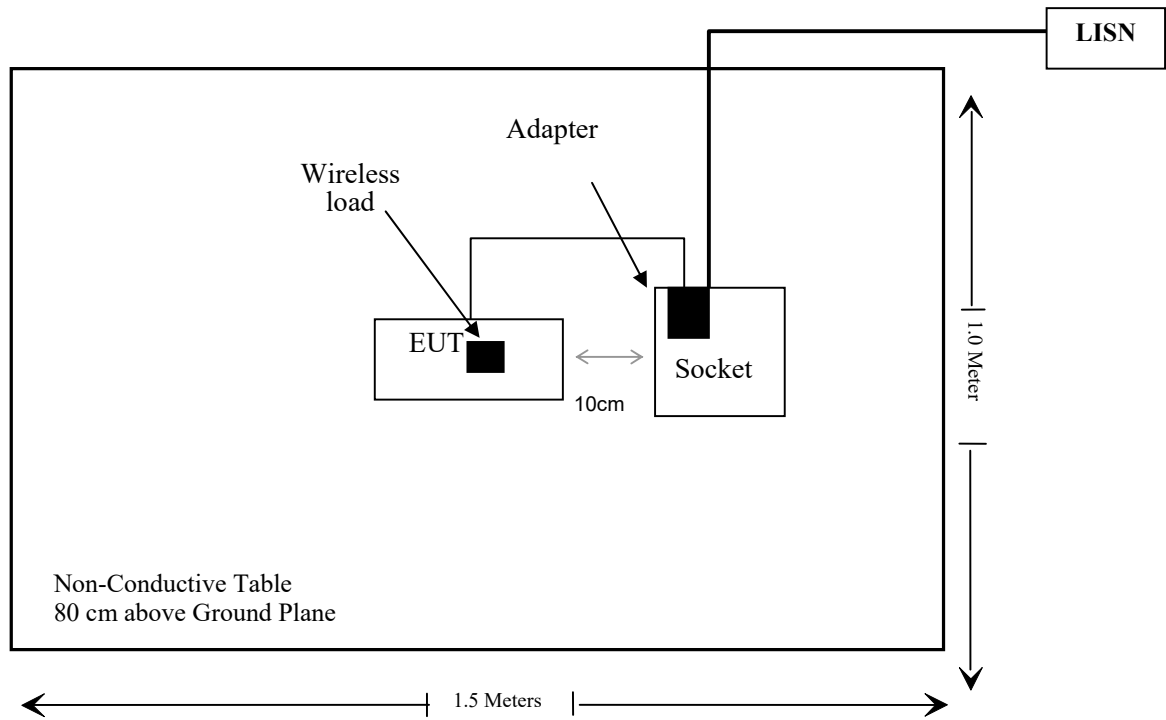 LISN
Adapter
Wireless
load
EUT
Socket
10cm
1.0 Meter
Non-Conductive Table
80 cm above Ground Plane
1.5 Meters